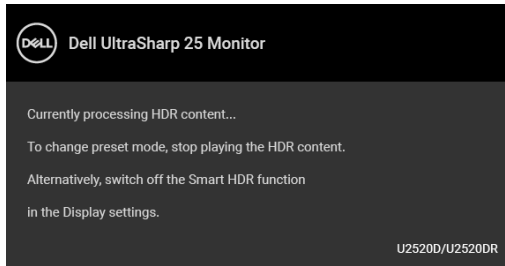 DELL Dell UltraSharp 25 Monitor
Currently processing HDR content...
To change preset mode, stop playing the HDR content.
Alternatively, switch off the Smart HDR function
in the Display settings.
U2520D/U2520DR